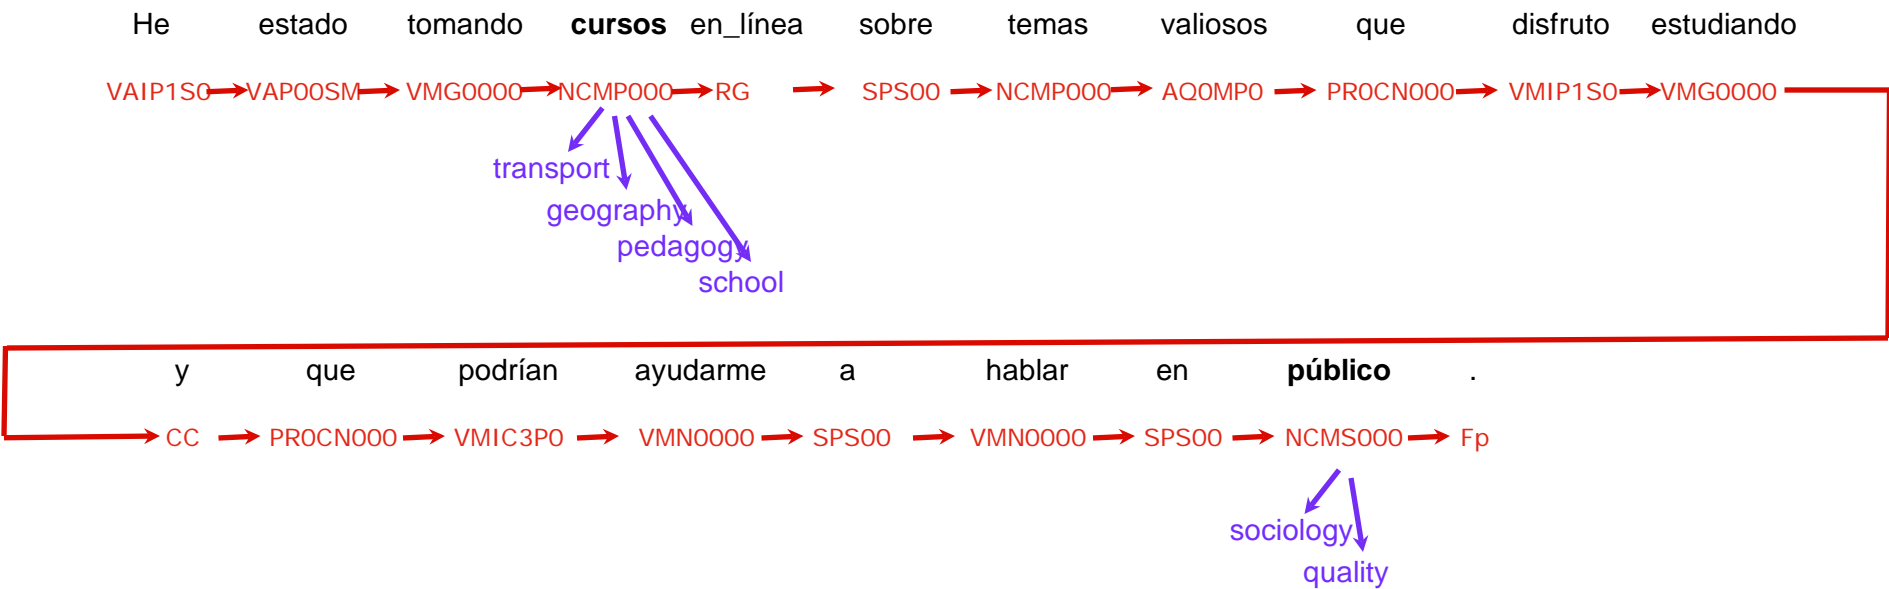 He estado tomando cursos en_línea sobre temas valiosos que disfruto estudiando
VAIP1S0 VAP00SM VMG0000 NCMP000 RG SPS00 NCMP000 AQ0MP0 PR0CN000 VMIP1S0 VMG0000
transport
geography
pedagogy
school
y que podrían ayudarme a hablar en público .
CC PR0CN000 VMIC3P0 VMN0000 SPS00 VMN0000 SPS00 NCMS000 Fp
sociology
quality